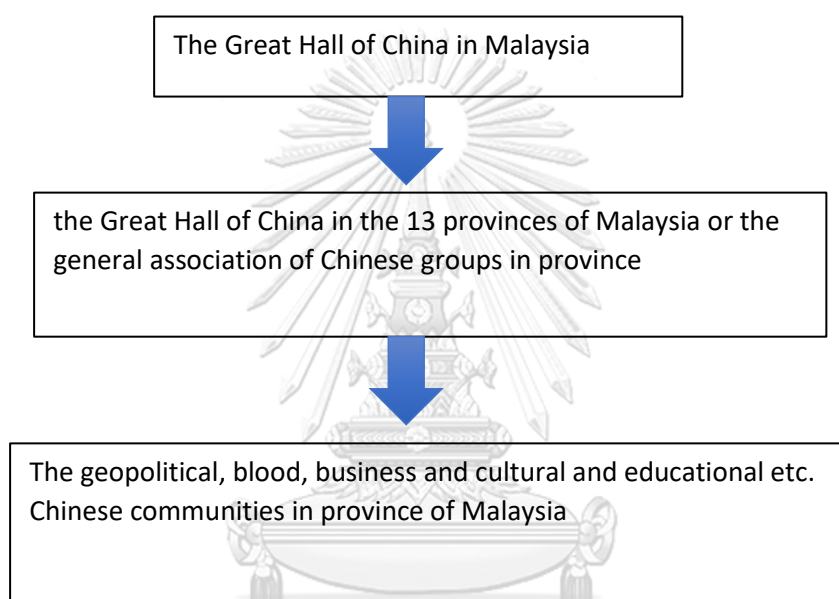 The Great Hall of China in Malaysia
the Great Hall of China in the 13 provinces of Malaysia or the
general association of Chinese groups in province
The geopolitical, blood, business and cultural and educational etc.
Chinese communities in province of Malaysia